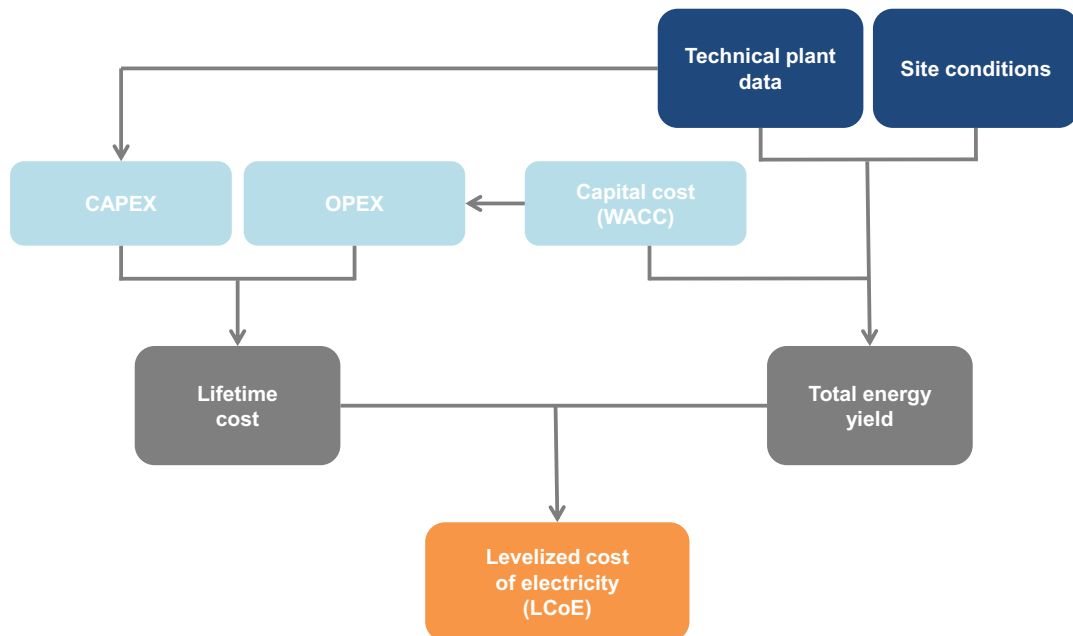 Technical plant
data
Site conditions
CAPEX
OPEX
Capital cost
(WACC)
Lifetime
cost
Total energy
yield
Levelized cost
of electricity
(LCoE)